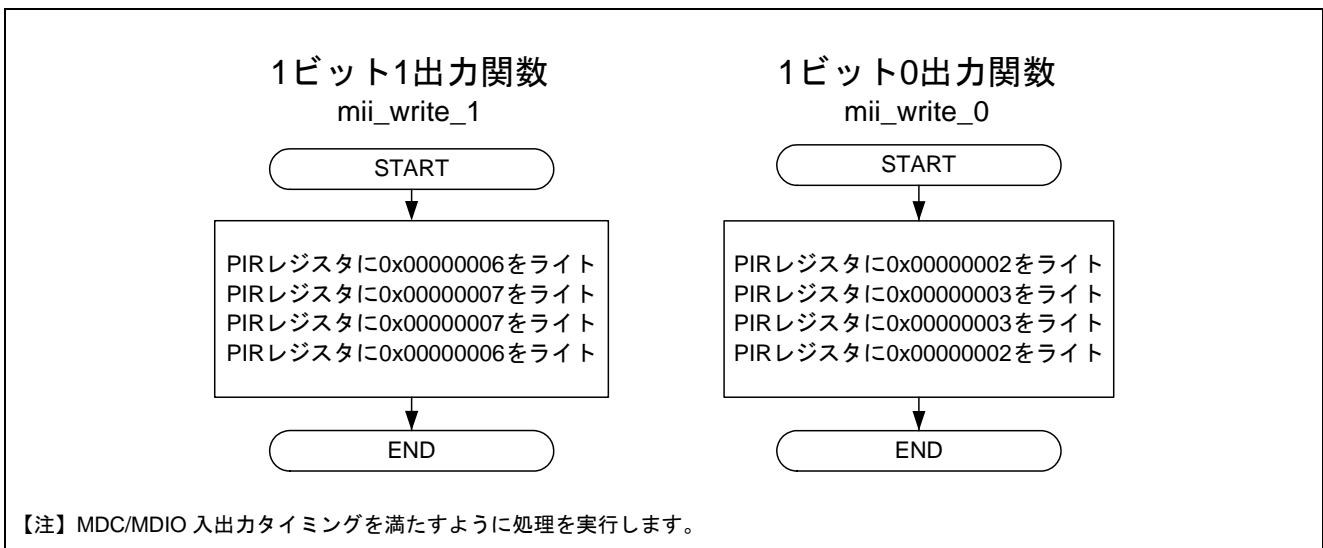 1ビット1出力関数
mii_write_1
START
PIRレジスタに0x00000006をライト
PIRレジスタに0x00000007をライト
PIRレジスタに0x00000007をライト
PIRレジスタに0x00000006をライト
END
1ビット0出力関数
mii_write_0
START
PIRレジスタに0x00000002をライト
PIRレジスタに0x00000003をライト
PIRレジスタに0x00000003をライト
PIRレジスタに0x00000002をライト
END
【注】MDC/MDIO 入出力タイミングを満たすように処理を実行します。